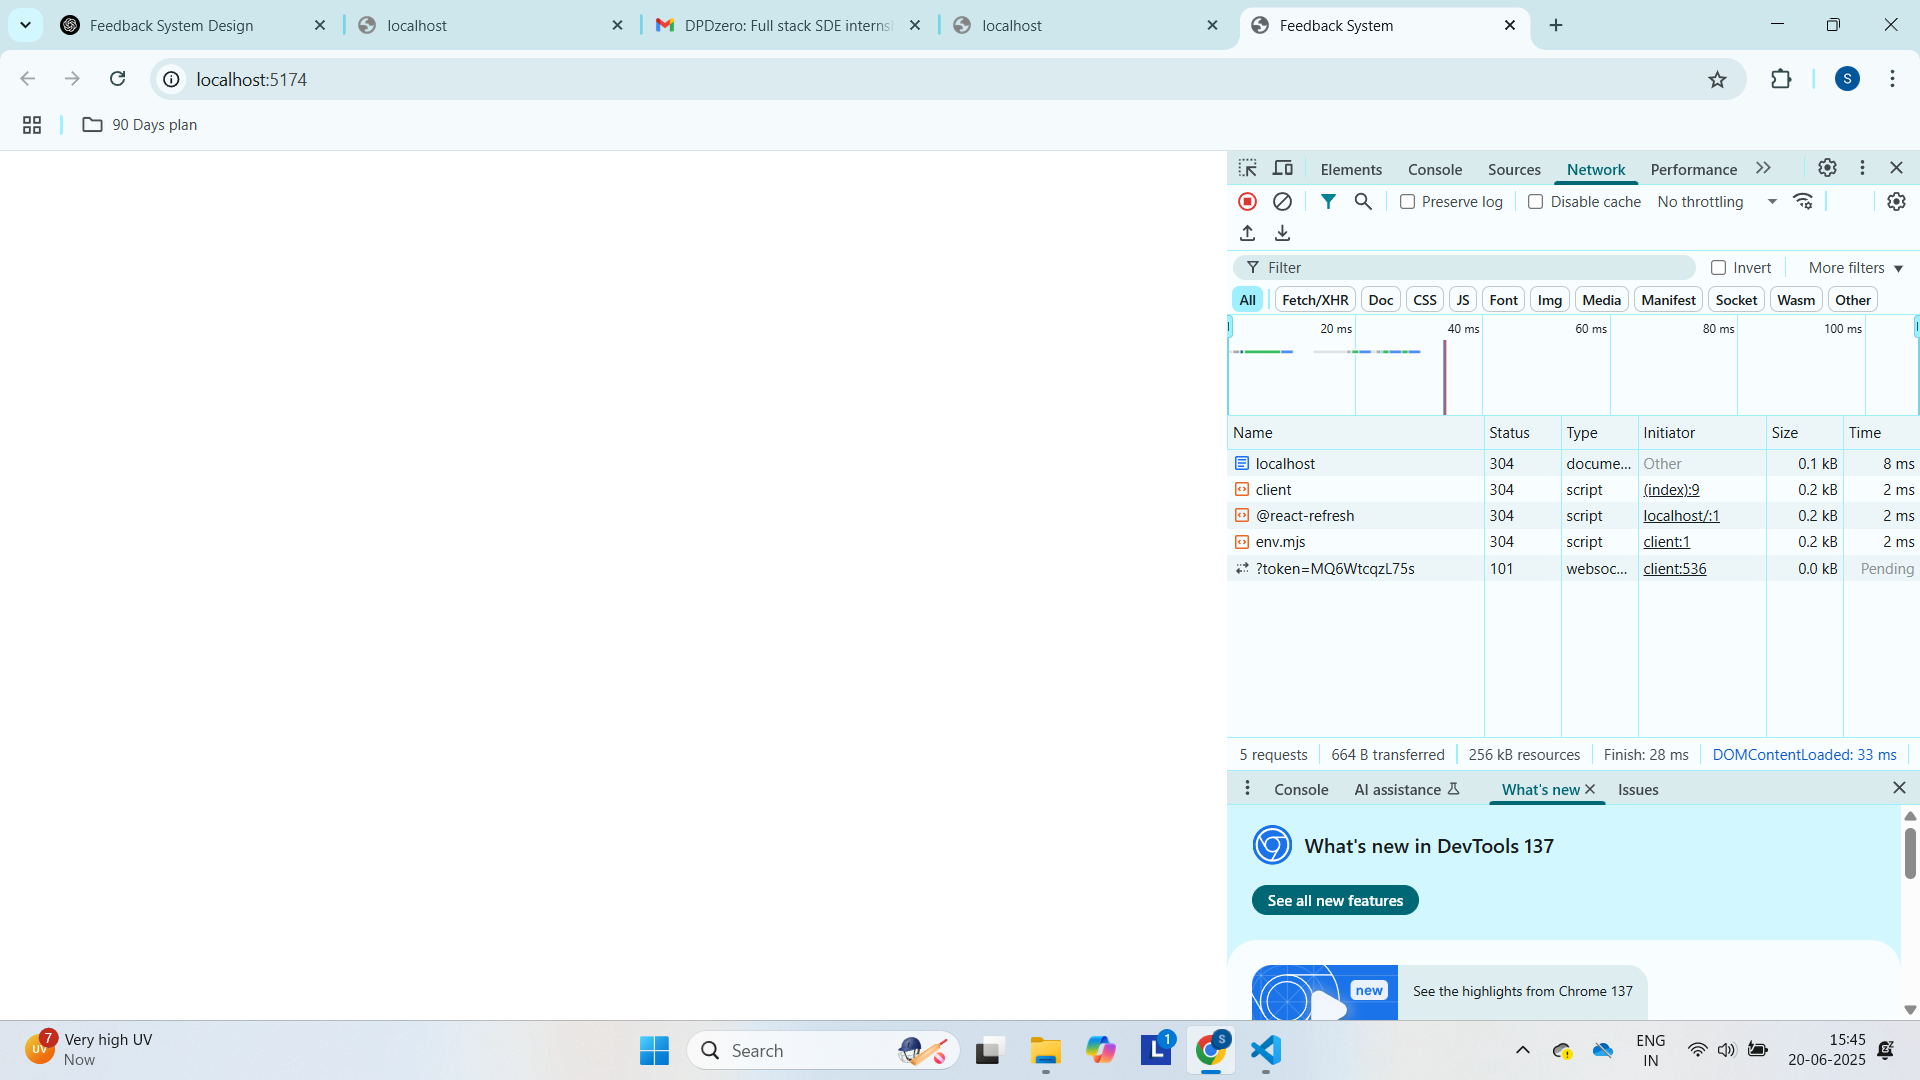 Feedback System Design
localhost
DPDzero: Full stack SDE interns
localhost
Feedback System
localhost:5174
S
90 Days plan
Elements
Console
Sources
Network
Performance
Preserve log
Disable cache
No throttling
Filter
Invert
More filters
All
Fetch/XHR
Doc
CSS
JS
Font
Img
Media
Manifest
Socket
Wasm
Other
20 ms
40 ms
60 ms
80 ms
100 ms
Name Status Type Initiator Size Time
localhost 304 docume... Other 0.1 kB 8 ms
client 304 script (index):9 0.2 kB 2 ms
@react-refresh 304 script localhost/:1 0.2 kB 2 ms
env.mjs 304 script client:1 0.2 kB 2 ms
?token=MQ6WtcqzL75s 101 websoc... client:536 0.0 kB Pending
5 requests 664 B transferred 256 kB resources Finish: 28 ms DOMContentLoaded: 33 ms
Console
AI assistance
What's new
Issues
What's new in DevTools 137
See all new features
new
See the highlights from Chrome 137
UV
7
Very high UV
Now
Search
L
1
S
ENG
IN
15:45
20-06-2025